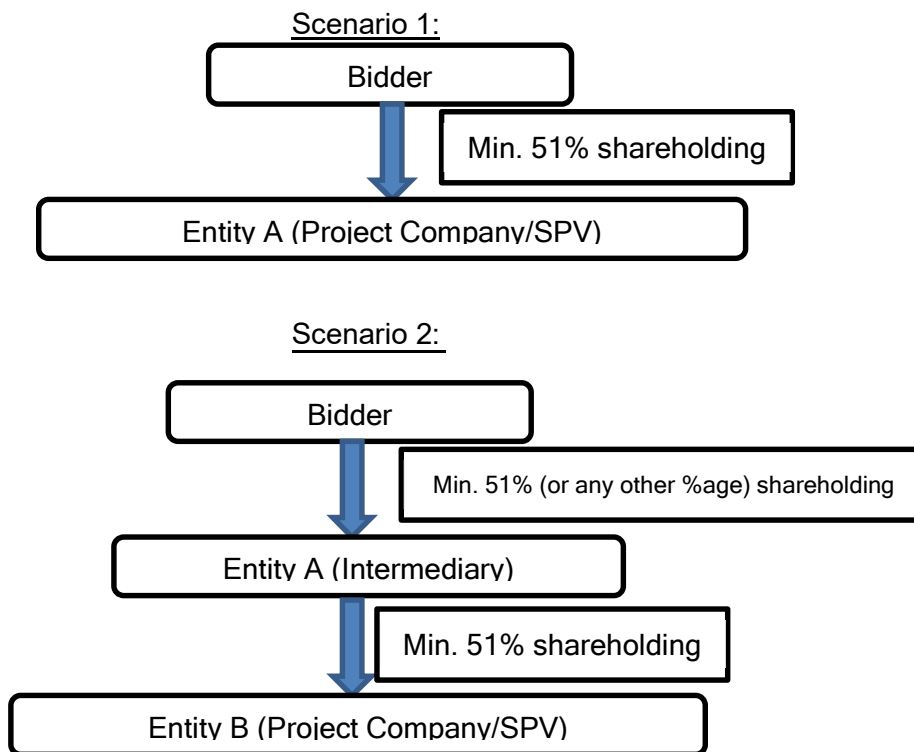 Scenario 1:
Bidder
Min. 51% shareholding
Entity A (Project Company/SPV)
Scenario 2:
Bidder
Min. 51% (or any other %age) shareholding
Entity A (Intermediary)
Min. 51% shareholding
Entity B (Project Company/SPV)